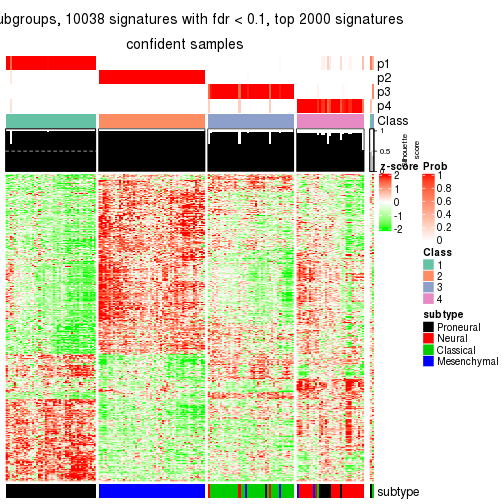 ubgroups, 10038 signatures with fdr < 0.1, top 2000 signatures
confident samples
p1
p2
p3
p4
Class
1
0.5
0
silhouette
score
z-score
2
1
0
-1
-2
Prob
1
0.8
0.6
0.4
0.2
0
Class
1
2
3
4
subtype
Proneural
Neural
Classical
Mesenchymal
subtype